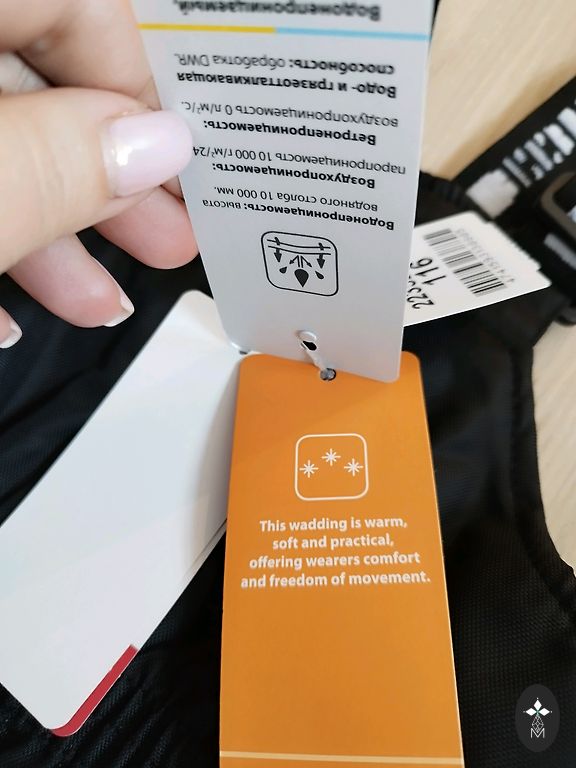 Водонепроницаемость: высота
водяного столба 10 000 мм.
Воздухопроницаемость:
паропроницаемость 10 000 г/м²/24
Ветронепроницаемость:
воздухопроницаемость 0 л/м²/с.
Водо- и грязеотталкивающая
способность: обработка DWR.
Водонепроницаемый,
116
This wadding is warm,
soft and practical,
offering wearers comfort
and freedom of movement.